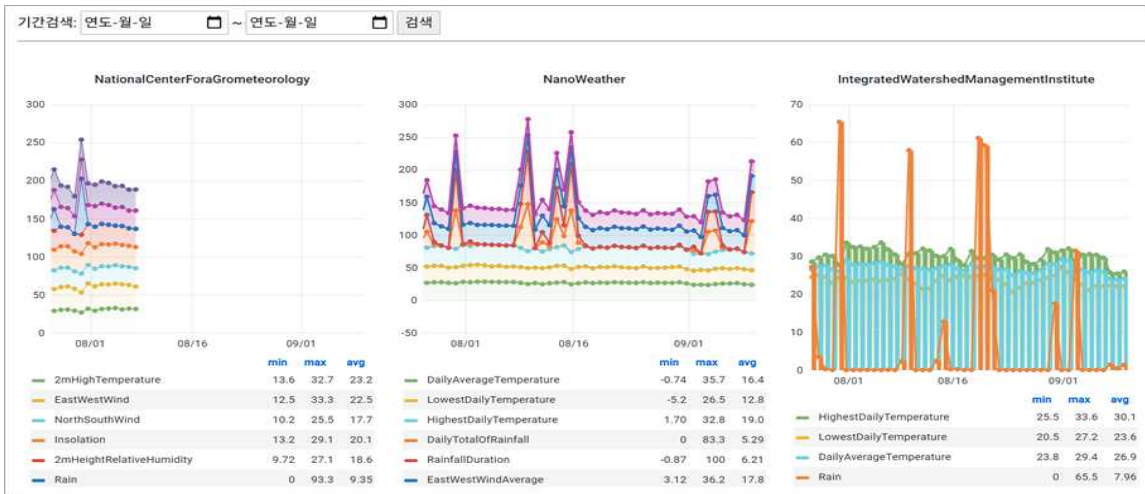 기간검색: 연도-월-일 ~ 연도-월-일 검색
NationalCenterForaGrometeorology
300
250
200
150
100
50
0
08/01 08/16 09/01
min max avg
2mHighTemperature 13.6 32.7 23.2
EastWestWind 12.5 33.3 22.5
NorthSouthWind 10.2 25.5 17.7
Insolation 13.2 29.1 20.1
2mHeightRelativeHumidity 9.72 27.1 18.6
Rain 0 93.3 9.35
NanoWeather
300
250
200
150
100
50
0
-50
08/01 08/16 09/01
min max avg
DailyAverageTemperature -0.74 35.7 16.4
LowestDailyTemperature -5.2 26.5 12.8
HighestDailyTemperature 1.70 32.8 19.0
DailyTotalOfRainfall 0 83.3 5.29
RainfallDuration -0.87 100 6.21
EastWestWindAverage 3.12 36.2 17.8
IntegratedWatershedManagementInstitute
70
60
50
40
30
20
10
0
08/01 08/16 09/01
min max avg
HighestDailyTemperature 25.5 33.6 30.1
LowestDailyTemperature 20.5 27.2 23.6
DailyAverageTemperature 23.8 29.4 26.9
Rain 0 65.5 7.96